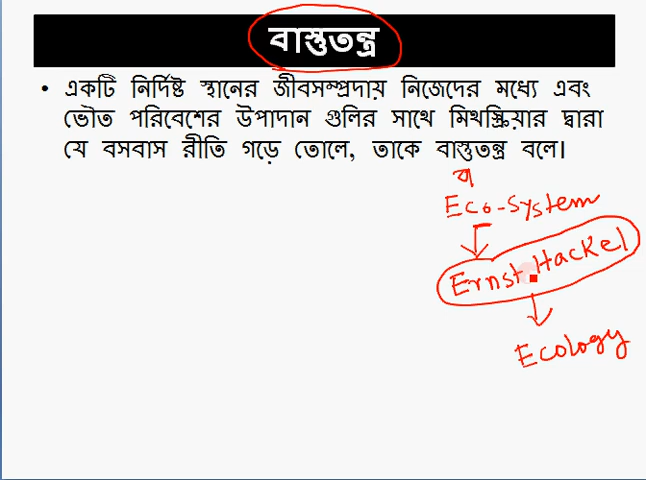 বাস্তুতন্ত্র
• একটি নির্দিষ্ট স্থানের জীবসম্প্রদায় নিজেদের মধ্যে এবং
ভৌত পরিবেশের উপাদান গুলির সাথে মিথস্ক্রিয়ার দ্বারা
যে বসবাস রীতি গড়ে তোলে, তাকে বাস্তুতন্ত্র বলে।
বা
Eco-System
Ernst Hackel
Ecology